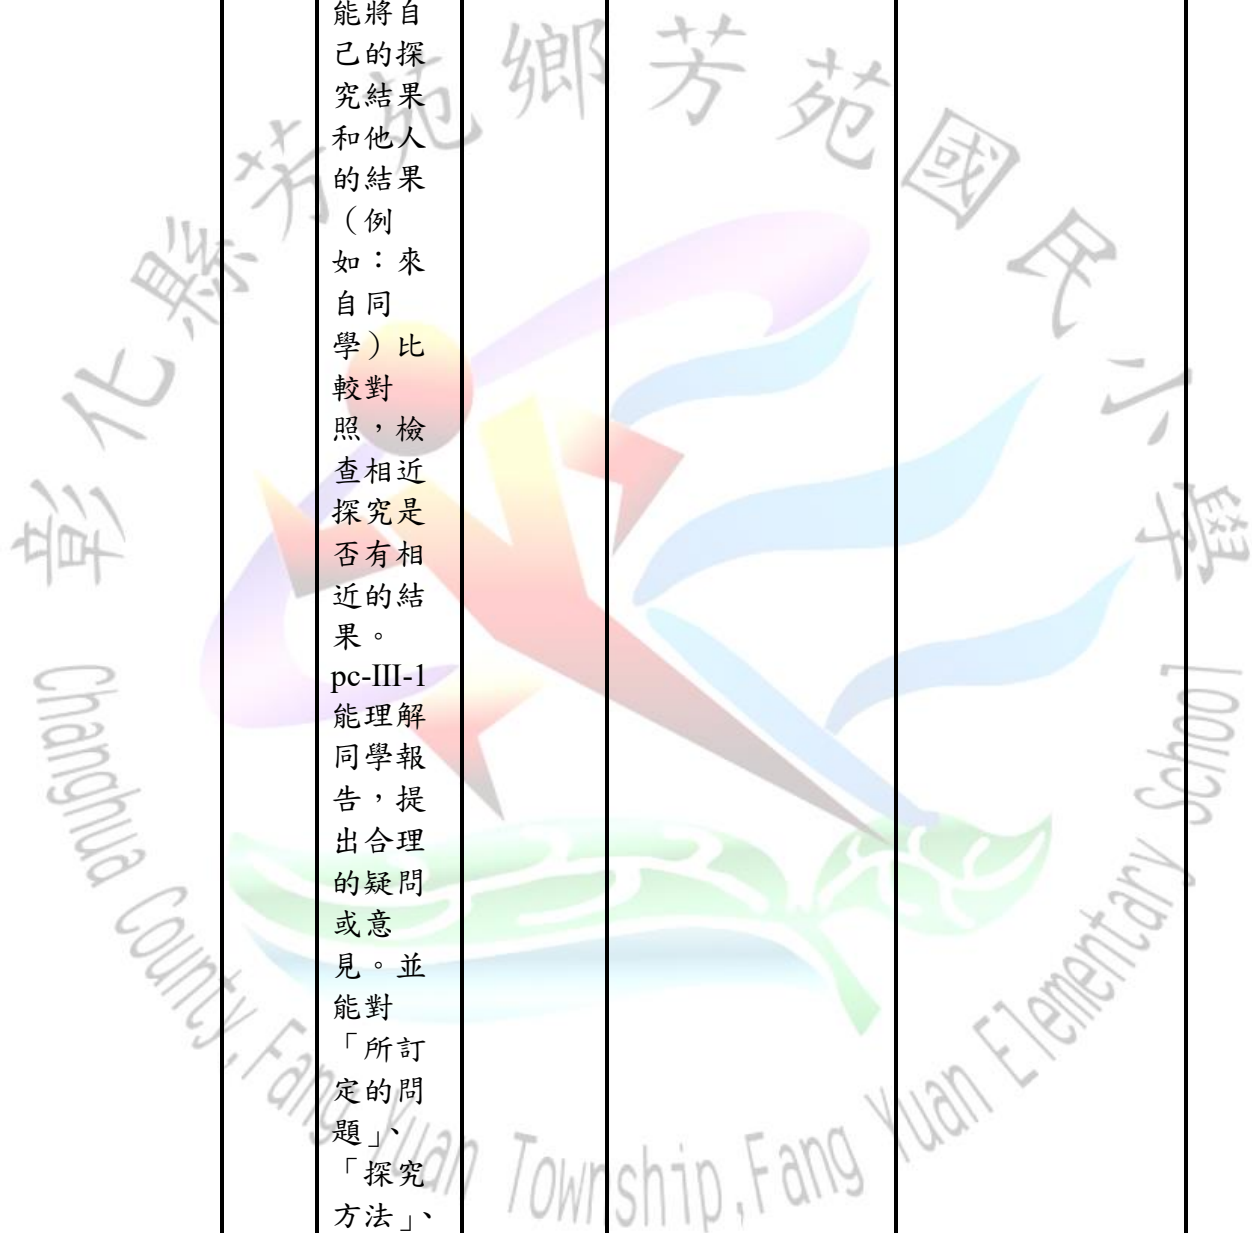 能將自
己的探
究結果
和他人
的結果
（例
如：來
自同
學）比
較對
照，檢
查相近
探究是
否有相
近的結
果。
pc-III-1
能理解
同學報
告，提
出合理
的疑問
或意
見。並
能對
「所訂
定的問
題」、
「探究
方法」、
彰化縣芳苑鄉芳苑國民小學
Changhua County, Fang Yuan Township, Fang Yuan Elementary School